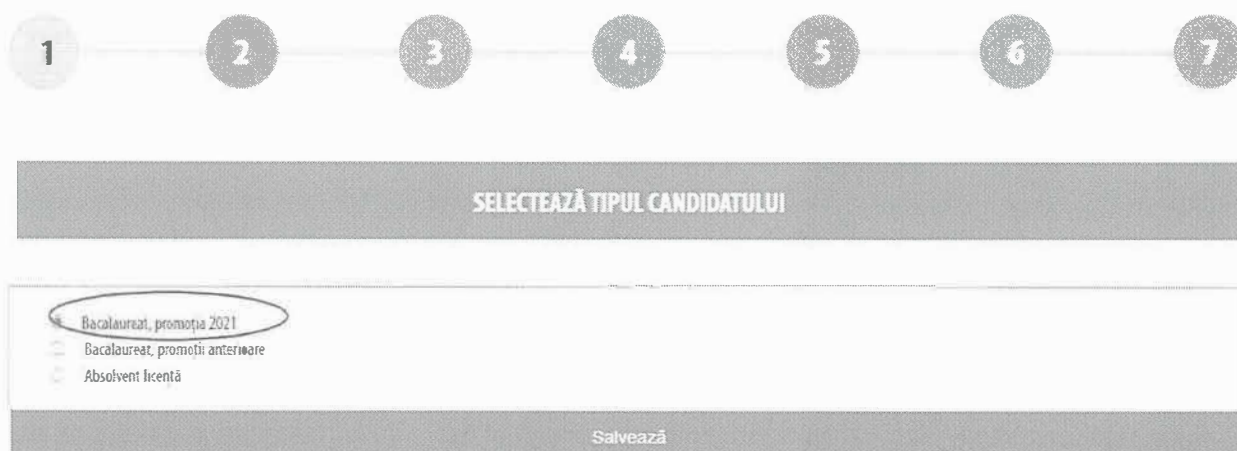 1 2 3 4 5 6 7
SELECTEAZĂ TIPUL CANDIDATULUI
Bacalaureat, promoția 2021
Bacalaureat, promoții anterioare
Absolvent licență
Salvează